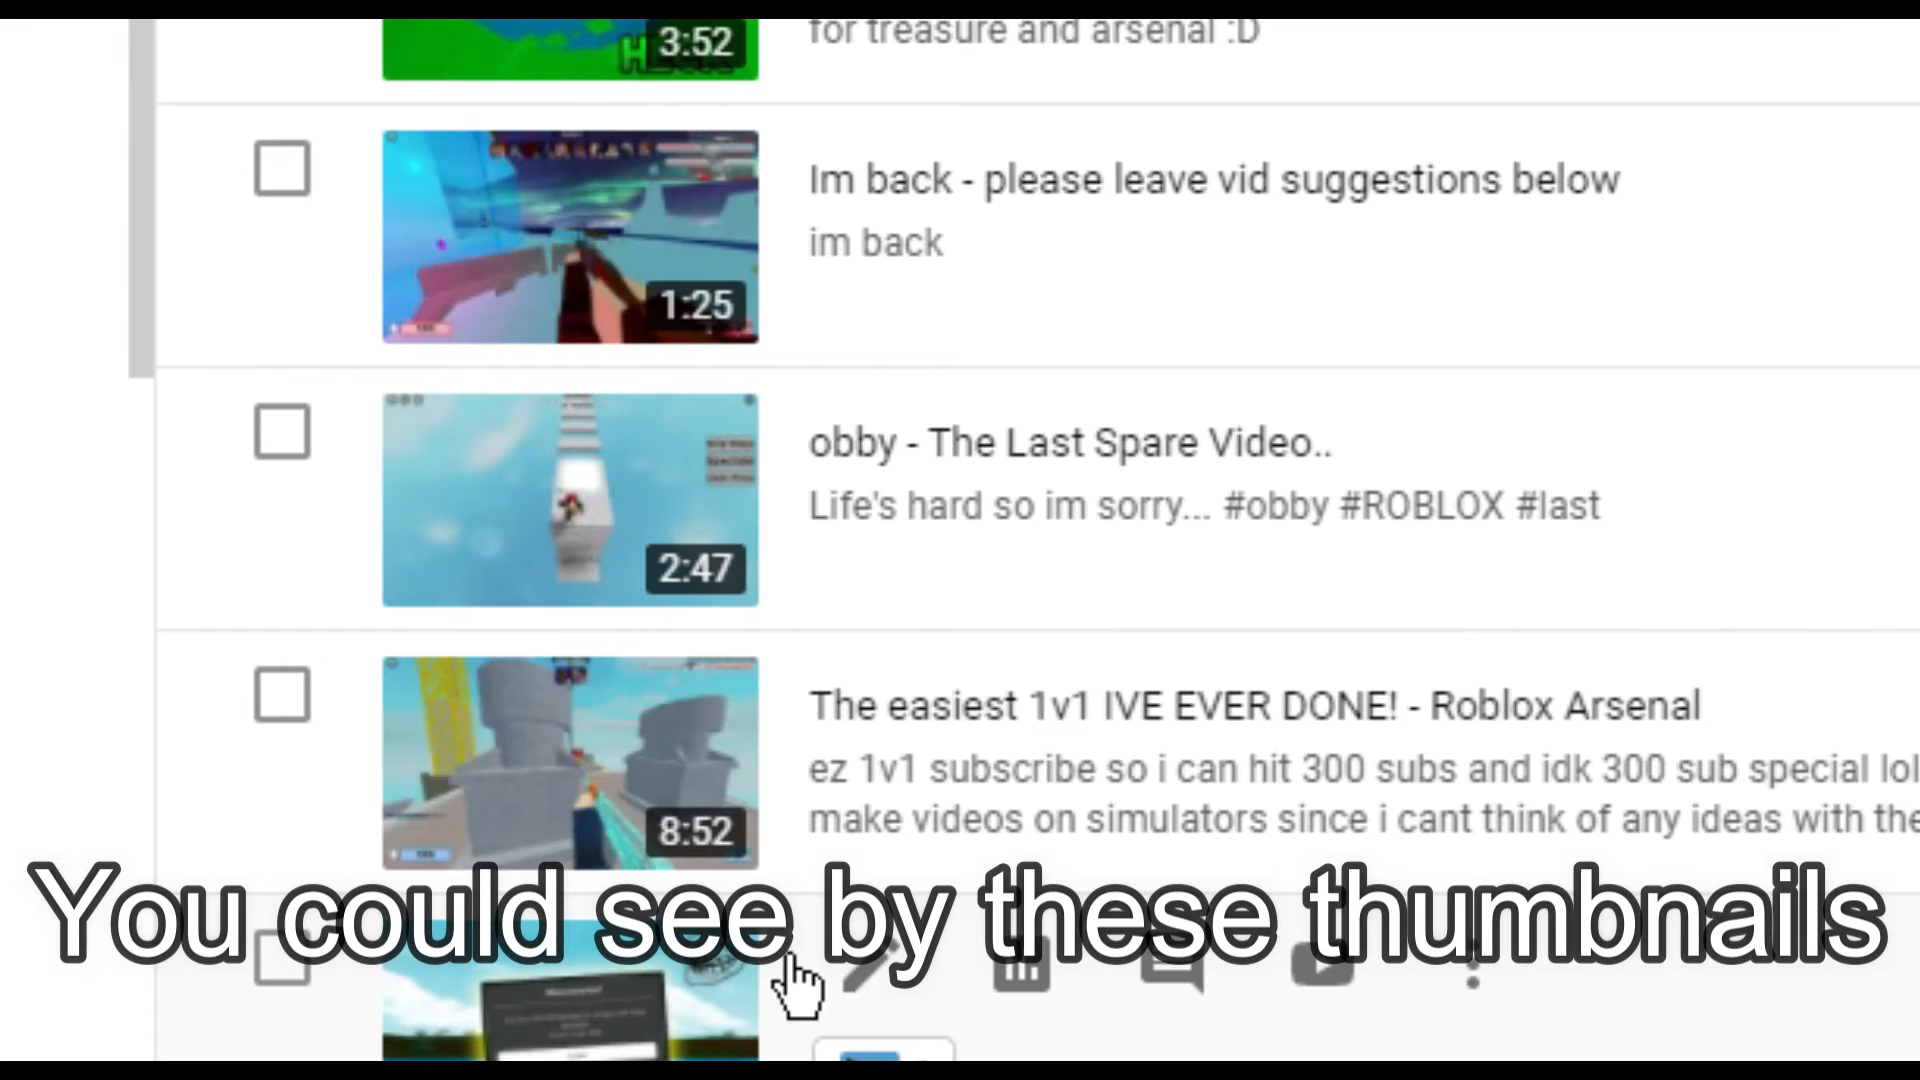 for treasure and arsenal :D
3:52
Im back - please leave vid suggestions below
im back
1:25
obby - The Last Spare Video..
Life's hard so im sorry... #obby #ROBLOX #last
2:47
The easiest 1v1 IVE EVER DONE! - Roblox Arsenal
ez 1v1 subscribe so i can hit 300 subs and idk 300 sub special lol
make videos on simulators since i cant think of any ideas with the
8:52
You could see by these thumbnails